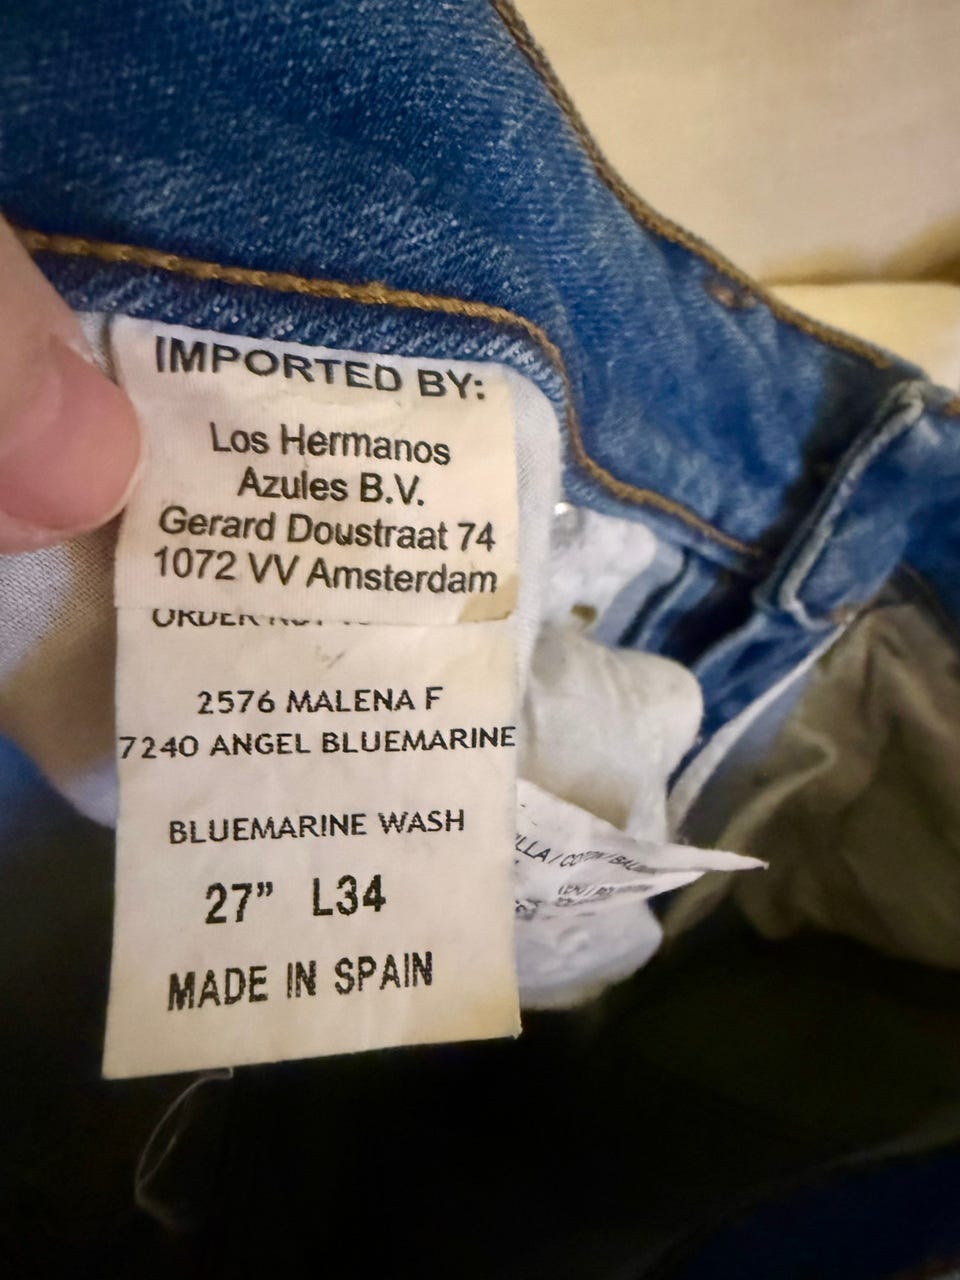 IMPORTED BY:
Los Hermanos
Azules B.V.
Gerard Doustraat 74
1072 VV Amsterdam
ORDER
2576 MALENA F
7240 ANGEL BLUEMARINE
BLUEMARINE WASH
27” L34
MADE IN SPAIN